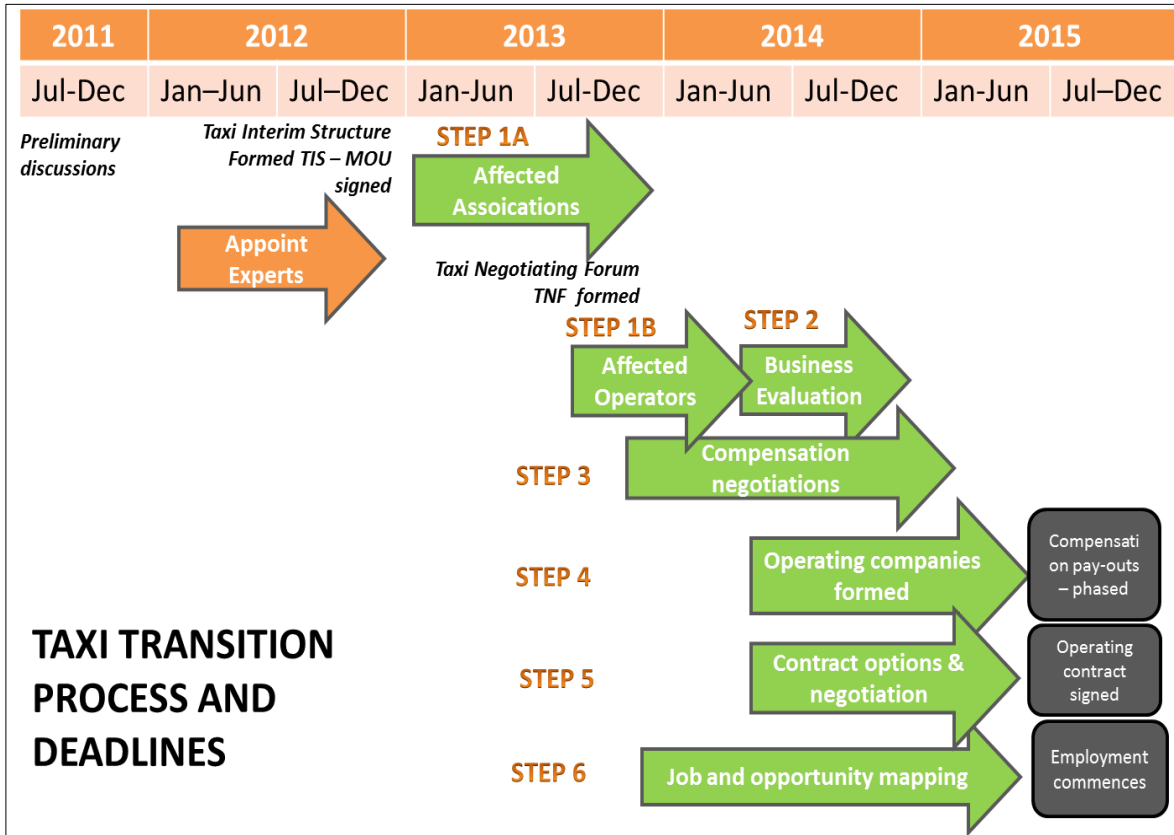 2011 2012 2013 2014 2015
Jul-Dec Jan–Jun Jul–Dec Jan-Jun Jul-Dec Jan-Jun Jul-Dec Jan-Jun Jul–Dec
Preliminary
discussions
Taxi Interim Structure
Formed TIS – MOU
signed
STEP 1A
Affected
Assoications
Appoint
Experts
Taxi Negotiating Forum
TNF formed
STEP 1B
Affected
Operators
STEP 2
Business
Evaluation
STEP 3
Compensation
negotiations
STEP 4
Operating companies
formed
Compensati
on pay-outs
– phased
STEP 5
Contract options &
negotiation
Operating
contract
signed
STEP 6
Job and opportunity mapping
Employment
commences
TAXI TRANSITION
PROCESS AND
DEADLINES